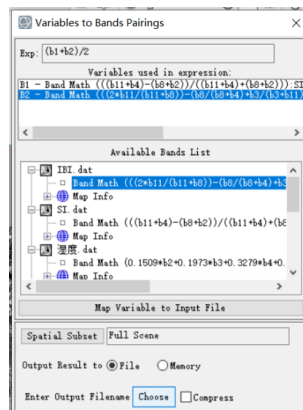 Variables to Bands Pairings
Exp: (b1+b2)/2
Variables used in expression:
B1 - Band Math (((b11+b4)-(b8+b2))/((b11+b4)+(b8+b2))):SI
B2 - Band Math (((2*b11/(b11+b8))-(b8/(b8+b4)+b3/(b3+b11)
Available Bands List
IBI.dat
Band Math (((2*b11/(b11+b8))-(b8/(b8+b4)+b3
Map Info
SI.dat
Band Math (((b11+b4)-(b8+b2))/((b11+b4)+(b8
Map Info
湿度.dat
Band Math (0.1509*b2+0.1973*b3+0.3279*b4+0.
Map Info
Map Variable to Input File
Spatial Subset Full Scene
Output Result to File Memory
Enter Output Filename Choose Compress